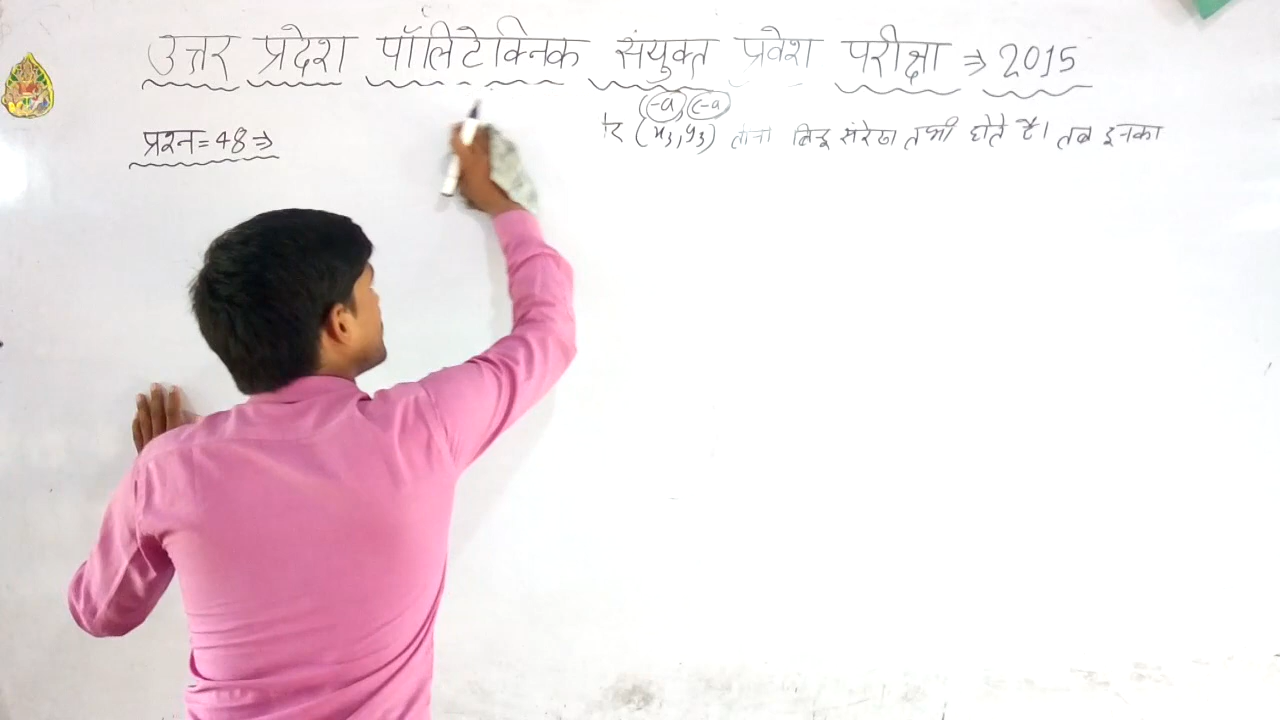 उत्तर प्रदेश पॉलिटेक्निक संयुक्त प्रवेश परीक्षा ⇒ 2015
(-a) (-a)
प्रश्न=48⇒ (x₃,y₃) तीनो बिन्दु संरेख तभी होते है। तब इनका